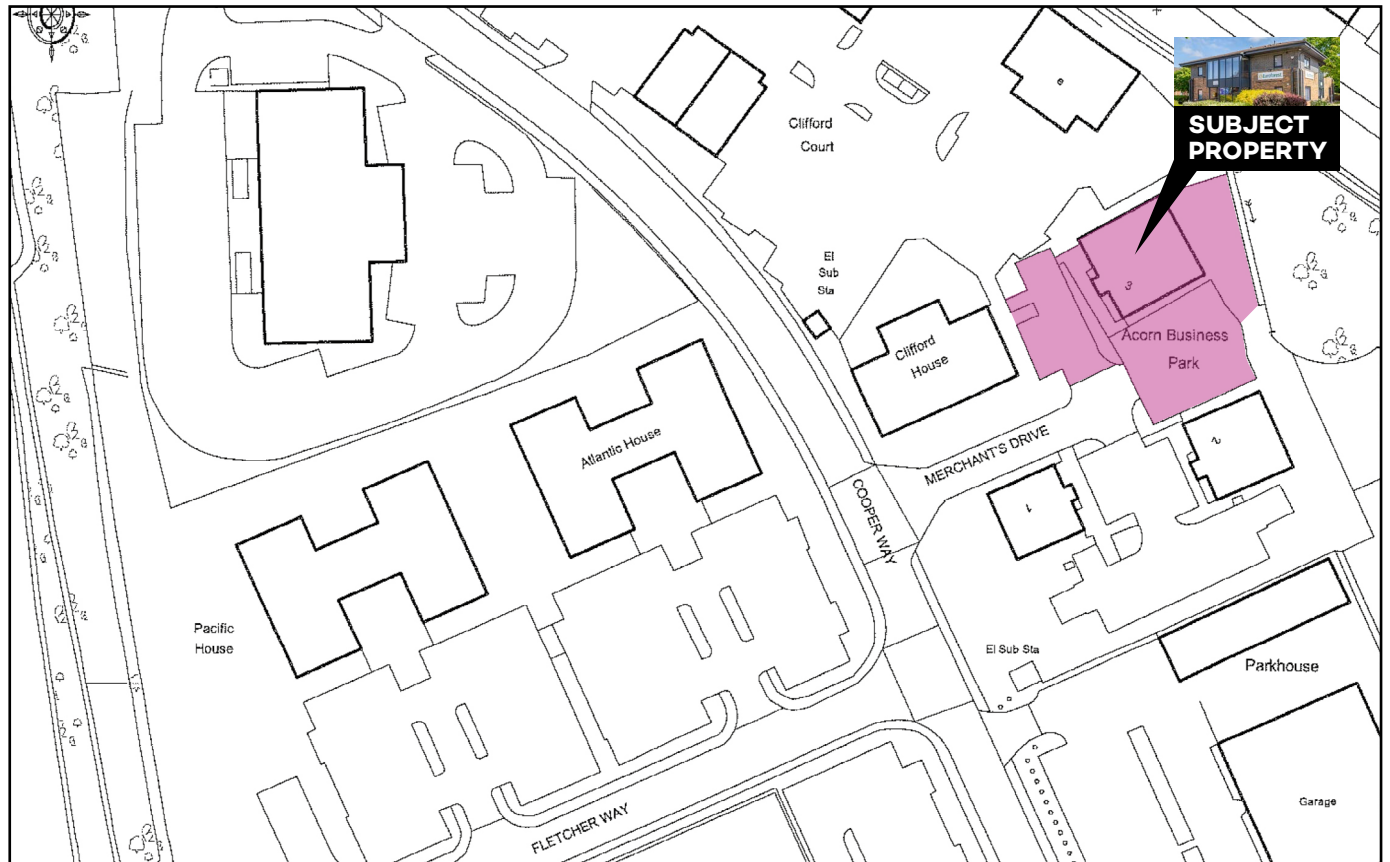 SUBJECT
PROPERTY
6
Clifford
Court
El
Sub
Sta
3
Acorn Business
Park
Clifford
House
Atlantic House
MERCHANT'S DRIVE
2
1
COOPER WAY
Pacific
House
El Sub Sta
Parkhouse
Garage
FLETCHER WAY